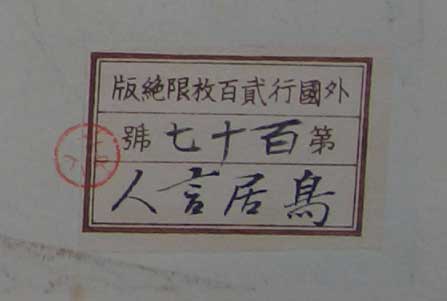 外國行貳百枚限絶版
第百十七號
鳥居言人